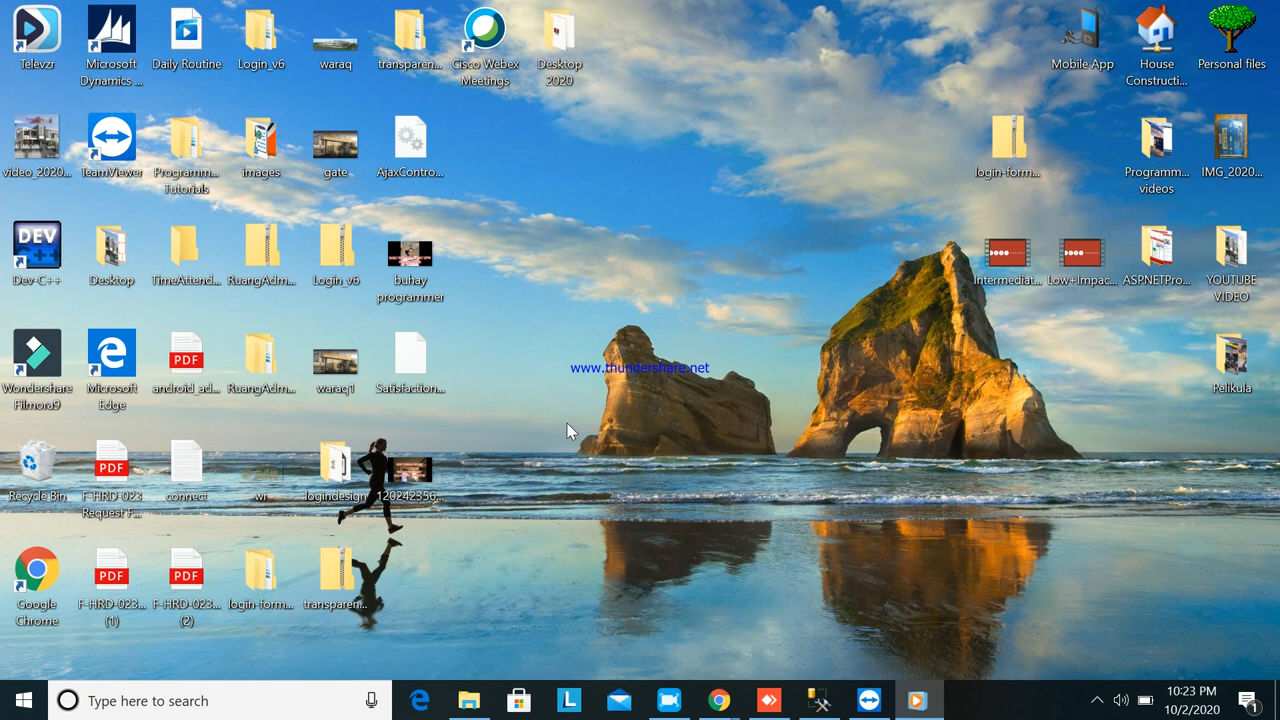 Televzr
Microsoft
Dynamics ...
Daily Routine
Login_v6
waraq
transparen...
Cisco Webex
Meetings
Desktop
2020
Mobile App
House
Constructi...
Personal files
video_2020...
TeamViewer
Programm...
Tutorials
images
gate
AjaxContro...
login-form...
Programm...
videos
IMG_2020...
DEV
C++
Dev-C++
Desktop
TimeAttend...
RuangAdm...
Login_v6
buhay
programmer
Intermediat...
Low+Impac...
ASPNETPro...
YOUTUBE
VIDEO
Wondershare
Filmora9
Microsoft
Edge
PDF
android_ad...
RuangAdm...
waraq1
Satisfaction...
www.thundershare.net
Pelikula
Recycle Bin
PDF
F-HRD-023
Request F...
connect
wr
logindesign
120242356...
Google
Chrome
PDF
F-HRD-023...
(1)
PDF
F-HRD-023...
(2)
login-form...
transparen...
Type here to search
L
10:23 PM
10/2/2020
1